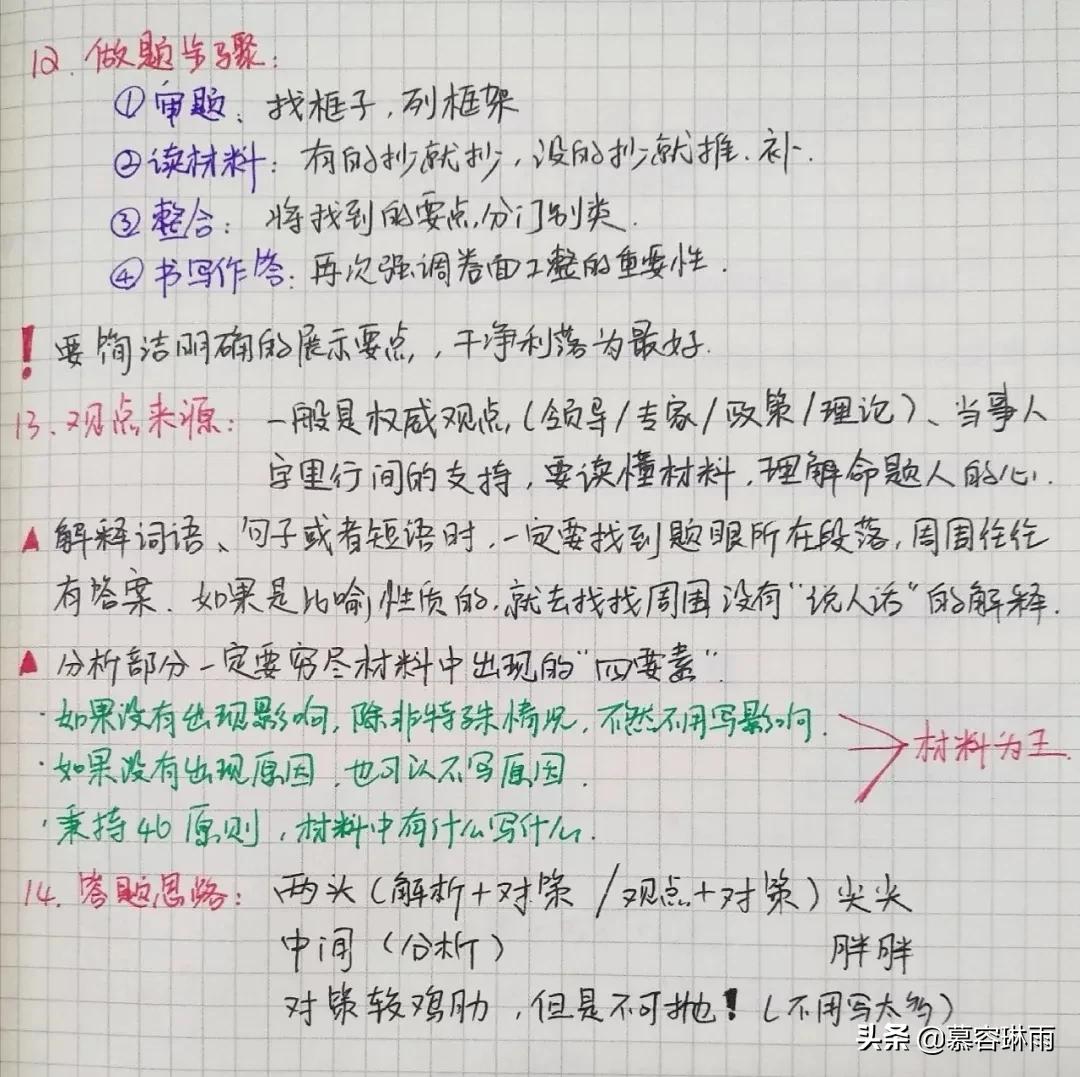 12. 做题步骤:
①审题: 找框子,列框架
②读材料: 有的抄就抄,没的抄就推、补.
③整合: 将找到的要点,分门别类.
④书写作答: 再次强调卷面工整的重要性.
! 要简洁明确的展示要点,干净利落为最好.
13. 观点来源: 一般是权威观点(领导/专家/政策/理论)、当事人
字里行间的支持,要读懂材料,理解命题人的心.
▲ 解释词语、句子或者短语时,一定要找到题眼所在段落,周围往往
有答案. 如果是比喻性质的,就去找找周围没有“说人话”的解释.
▲ 分析部分一定要穷尽材料中出现的“四要素”.
·如果没有出现影响,除非特殊情况,不然不用写影响.
材料为王.
·如果没有出现原因,也可以不写原因.
·秉持46原则,材料中有什么写什么.
14. 答题思路: 两头(解析+对策/观点+对策)尖尖
中间(分析) 胖胖
对策较鸡肋,但是不可抛!(不用写太多)
头条 @慕容琳雨